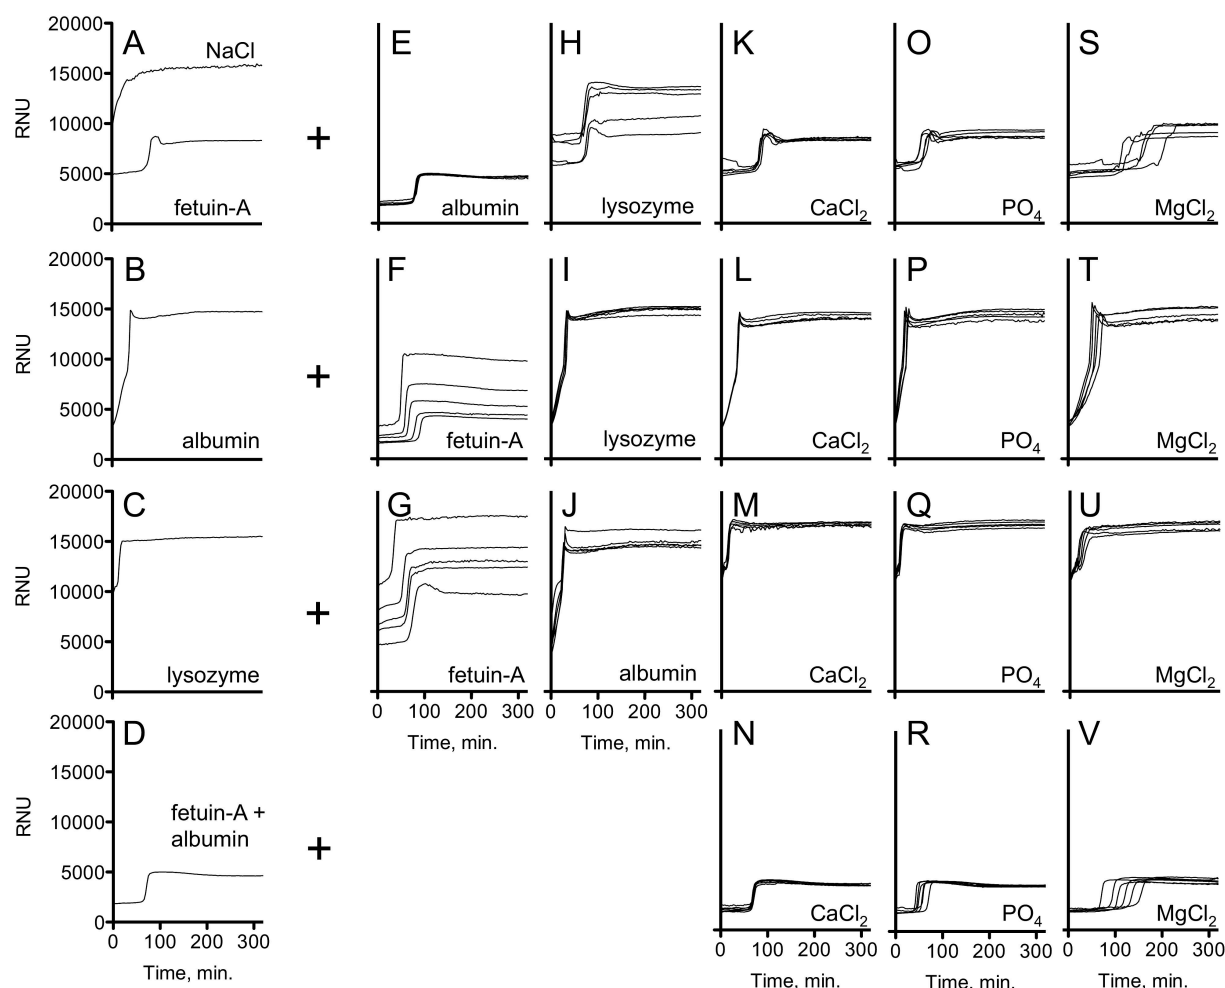 A
NaCl
fetuin-A
20000
15000
10000
5000
0
RNU
+
E
albumin
H
lysozyme
K
CaCl2
O
PO4
S
MgCl2
B
albumin
20000
15000
10000
5000
0
RNU
+
F
fetuin-A
I
lysozyme
L
CaCl2
P
PO4
T
MgCl2
C
lysozyme
20000
15000
10000
5000
0
RNU
+
G
fetuin-A
0 100 200 300
Time, min.
J
albumin
0 100 200 300
Time, min.
M
CaCl2
Q
PO4
U
MgCl2
D
fetuin-A +
albumin
20000
15000
10000
5000
0
RNU
0 100 200 300
Time, min.
+
N
CaCl2
0 100 200 300
Time, min.
R
PO4
0 100 200 300
Time, min.
V
MgCl2
0 100 200 300
Time, min.